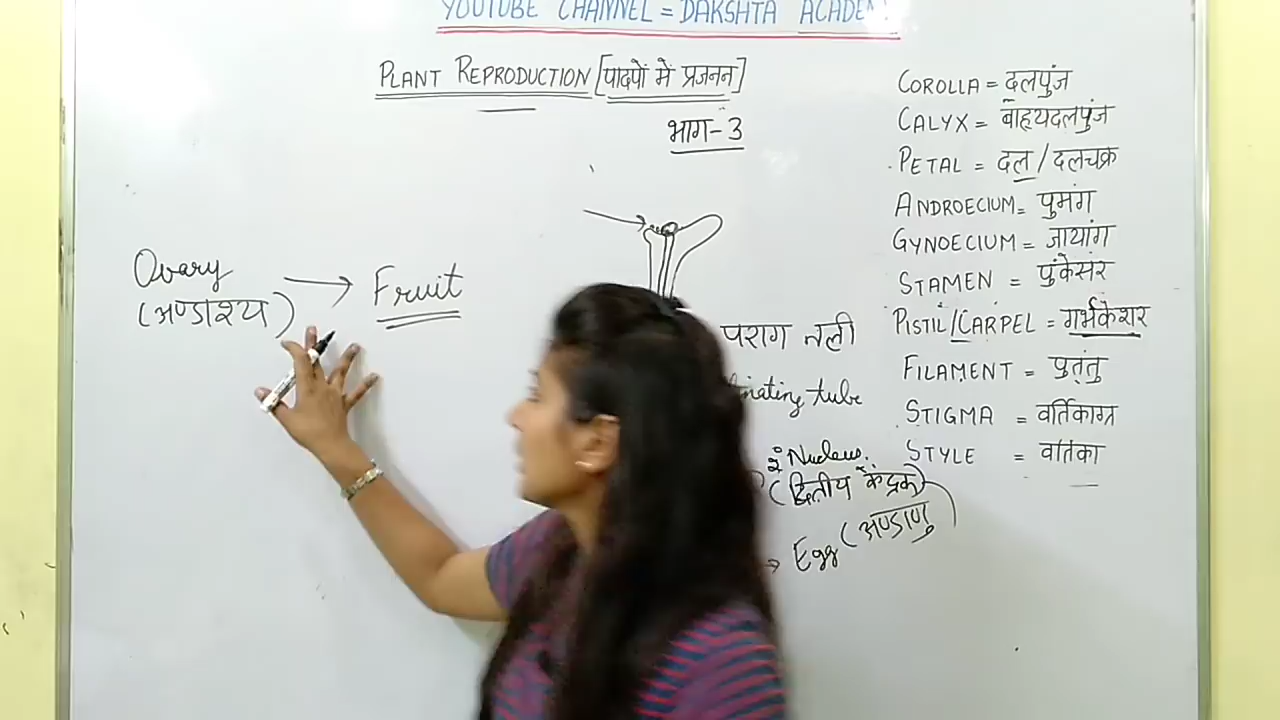 YOUTUBE CHANNEL = DAKSHTA ACADEM
PLANT REPRODUCTION [पादपों में प्रजनन]
भाग-3
Ovary → Fruit
(अण्डाश्य)
पराग नली
tube
2° Nucleus.
(द्वितीय केंद्रक)
→ Egg (अण्डाणु
COROLLA = दलपुंज
CALYX = बाह्यदलपुंज
PETAL = दल/दलचक्र
ANDROECIUM = पुमंग
GYNOECIUM = जायांग
STAMEN = पुंकेसर
PISTIL/CARPEL = गर्भकेशर
FILAMENT = पुतंतु
STIGMA = वर्तिकाग्र
STYLE = वर्तिका